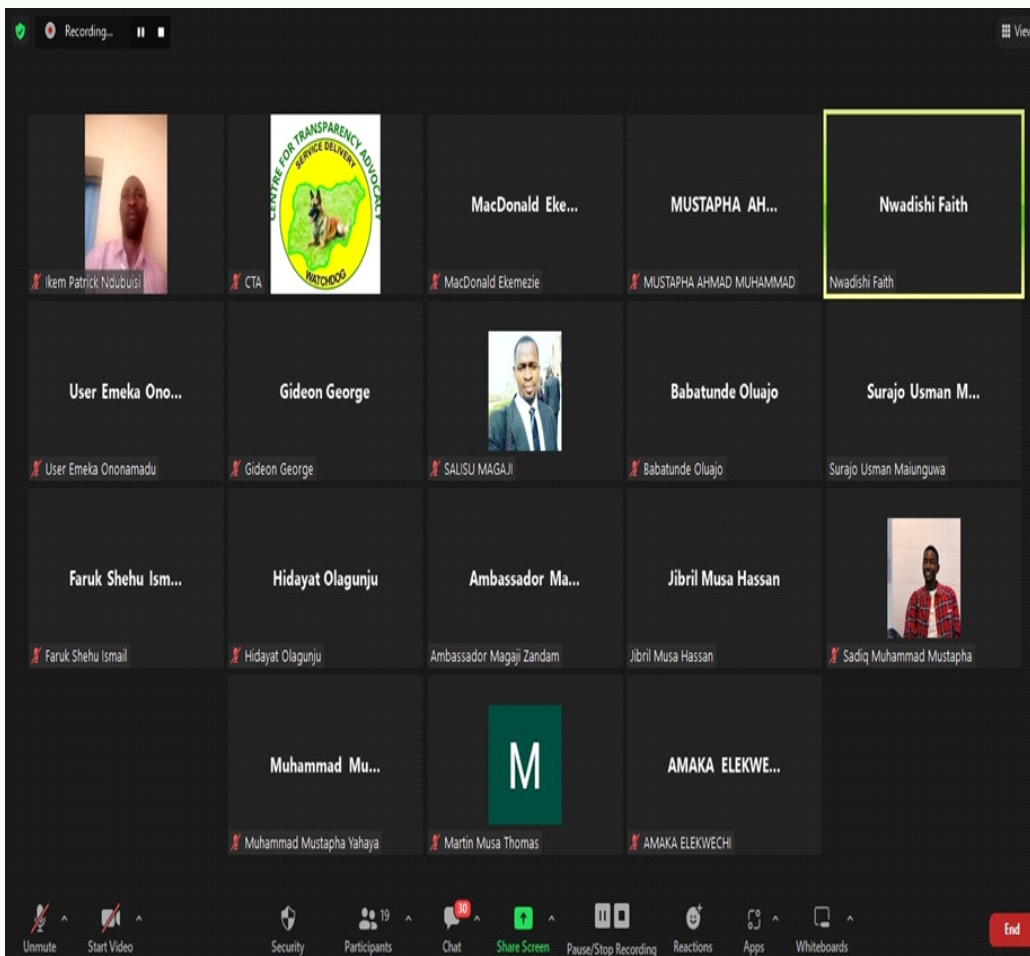 Recording...
View
CENTRE FOR TRANSPARENCY ADVOCACY
SERVICE DELIVERY
WATCHDOG
MacDonald Eke...
MUSTAPHA AH...
Nwadishi Faith
Ikem Patrick Ndubuisi
CTA
MacDonald Ekemezie
MUSTAPHA AHMAD MUHAMMAD
Nwadishi Faith
User Emeka Ono...
Gideon George
Babatunde Oluajo
Surajo Usman M...
User Emeka Ononamadu
Gideon George
SALISU MAGAJI
Babatunde Oluajo
Surajo Usman Maiunguwa
Faruk Shehu Ism...
Hidayat Olagunju
Ambassador Ma...
Jibril Musa Hassan
Faruk Shehu Ismail
Hidayat Olagunju
Ambassador Magaji Zandam
Jibril Musa Hassan
Sadiq Muhammad Mustapha
Muhammad Mu...
M
AMAKA ELEKWE...
Muhammad Mustapha Yahaya
Martin Musa Thomas
AMAKA ELEKWECHI
19
30
Unmute
Start Video
Security
Participants
Chat
Share Screen
Pause/Stop Recording
Reactions
Apps
Whiteboards
End